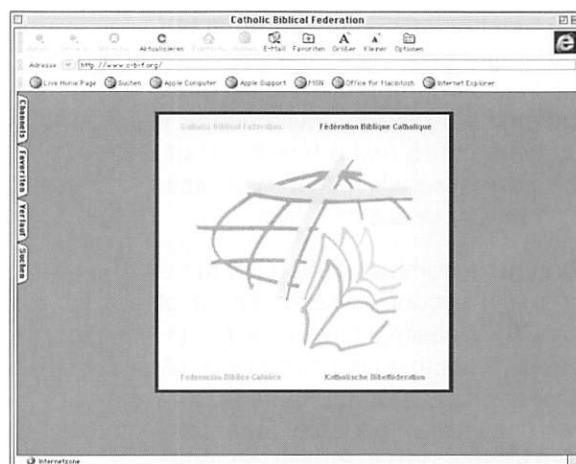 Catholic Biblical Federation
Aktualisieren E-Mail Favoriten Größer Kleiner Optionen
Adresse http://www.c-b-f.org/
Live Home Page Suchen Apple Computer Apple Support MSN Office for Macintosh Internet Explorer
Channels
Favoriten
Verlauf
Suchen
Catholic Biblical Federation Fédération Biblique Catholique
Federación Bíblica Católica Katholische Bibelföderation
Internetzone